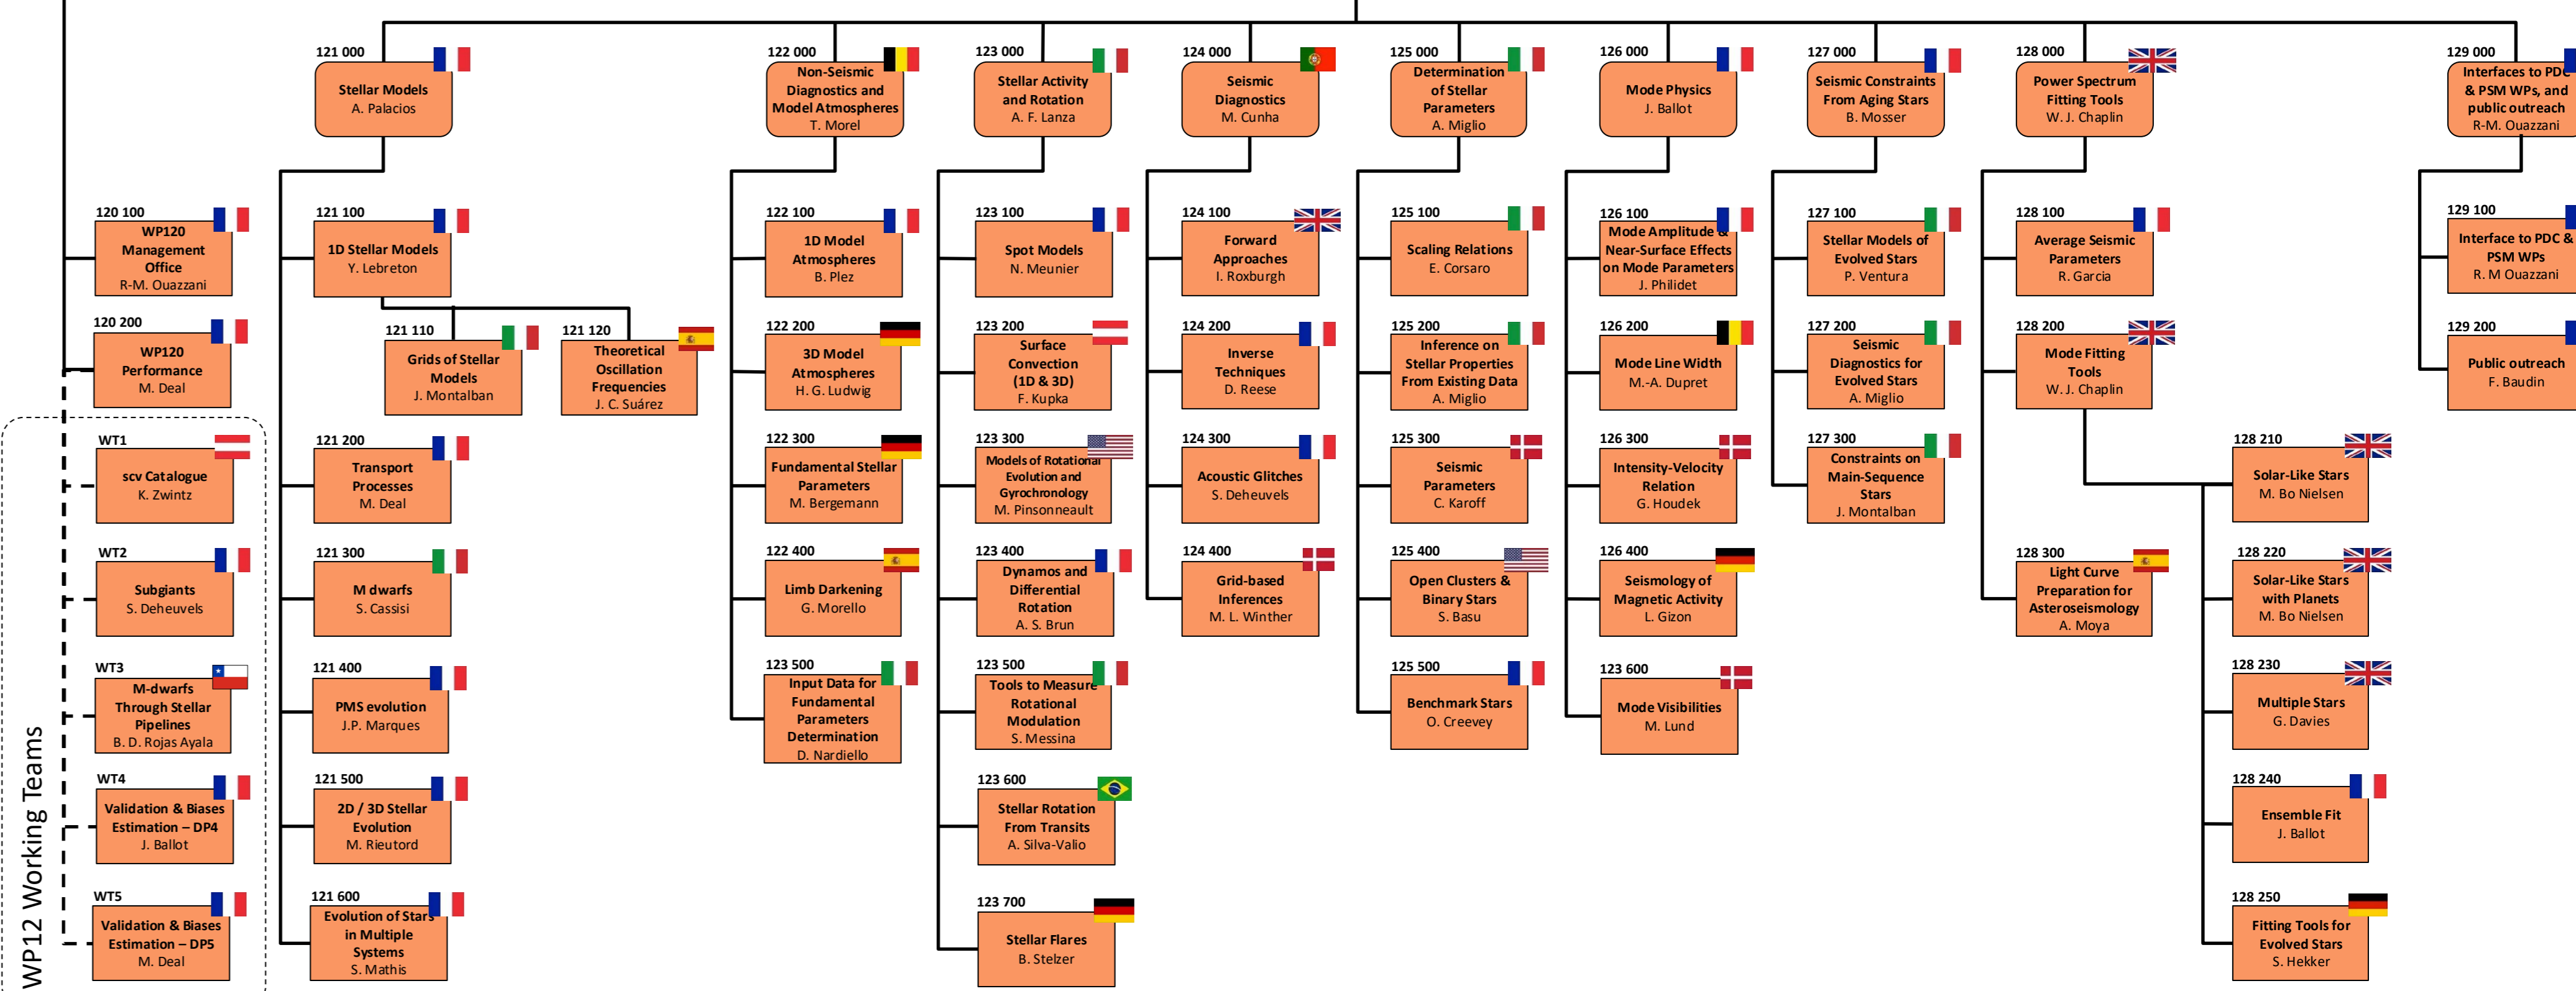 121 000
Stellar Models
A. Palacios
122 000
Non-Seismic
Diagnostics and
Model Atmospheres
T. Morel
123 000
Stellar Activity
and Rotation
A. F. Lanza
124 000
Seismic
Diagnostics
M. Cunha
125 000
Determination
of Stellar
Parameters
A. Miglio
126 000
Mode Physics
J. Ballot
127 000
Seismic Constraints
From Aging Stars
B. Mosser
128 000
Power Spectrum
Fitting Tools
W. J. Chaplin
129 000
Interfaces to PDC
& PSM WPs, and
public outreach
R-M. Ouazzani
120 100
WP120
Management
Office
R-M. Ouazzani
120 200
WP120
Performance
M. Deal
WP12 Working Teams
WT1
scv Catalogue
K. Zwintz
WT2
Subgiants
S. Deheuvels
WT3
M-dwarfs
Through Stellar
Pipelines
B. D. Rojas Ayala
WT4
Validation & Biases
Estimation – DP4
J. Ballot
WT5
Validation & Biases
Estimation – DP5
M. Deal
121 100
1D Stellar Models
Y. Lebreton
121 110
Grids of Stellar
Models
J. Montalban
121 120
Theoretical
Oscillation
Frequencies
J. C. Suárez
121 200
Transport
Processes
M. Deal
121 300
M dwarfs
S. Cassisi
121 400
PMS evolution
J.P. Marques
121 500
2D / 3D Stellar
Evolution
M. Rieutord
121 600
Evolution of Stars
in Multiple
Systems
S. Mathis
122 100
1D Model
Atmospheres
B. Plez
122 200
3D Model
Atmospheres
H. G. Ludwig
122 300
Fundamental Stellar
Parameters
M. Bergemann
122 400
Limb Darkening
G. Morello
123 500
Input Data for
Fundamental
Parameters
Determination
D. Nardiello
123 100
Spot Models
N. Meunier
123 200
Surface
Convection
(1D & 3D)
F. Kupka
123 300
Models of Rotational
Evolution and
Gyrochronology
M. Pinsonneault
123 400
Dynamos and
Differential
Rotation
A. S. Brun
123 500
Tools to Measure
Rotational
Modulation
S. Messina
123 600
Stellar Rotation
From Transits
A. Silva-Valio
123 700
Stellar Flares
B. Stelzer
124 100
Forward
Approaches
I. Roxburgh
124 200
Inverse
Techniques
D. Reese
124 300
Acoustic Glitches
S. Deheuvels
124 400
Grid-based
Inferences
M. L. Winther
125 100
Scaling Relations
E. Corsaro
125 200
Inference on
Stellar Properties
From Existing Data
A. Miglio
125 300
Seismic
Parameters
C. Karoff
125 400
Open Clusters &
Binary Stars
S. Basu
125 500
Benchmark Stars
O. Creevey
126 100
Mode Amplitude &
Near-Surface Effects
on Mode Parameters
J. Philidet
126 200
Mode Line Width
M.-A. Dupret
126 300
Intensity-Velocity
Relation
G. Houdek
126 400
Seismology of
Magnetic Activity
L. Gizon
123 600
Mode Visibilities
M. Lund
127 100
Stellar Models of
Evolved Stars
P. Ventura
127 200
Seismic
Diagnostics for
Evolved Stars
A. Miglio
127 300
Constraints on
Main-Sequence
Stars
J. Montalban
128 100
Average Seismic
Parameters
R. Garcia
128 200
Mode Fitting
Tools
W. J. Chaplin
128 300
Light Curve
Preparation for
Asteroseismology
A. Moya
128 210
Solar-Like Stars
M. Bo Nielsen
128 220
Solar-Like Stars
with Planets
M. Bo Nielsen
128 230
Multiple Stars
G. Davies
128 240
Ensemble Fit
J. Ballot
128 250
Fitting Tools for
Evolved Stars
S. Hekker
129 100
Interface to PDC &
PSM WPs
R. M Ouazzani
129 200
Public outreach
F. Baudin